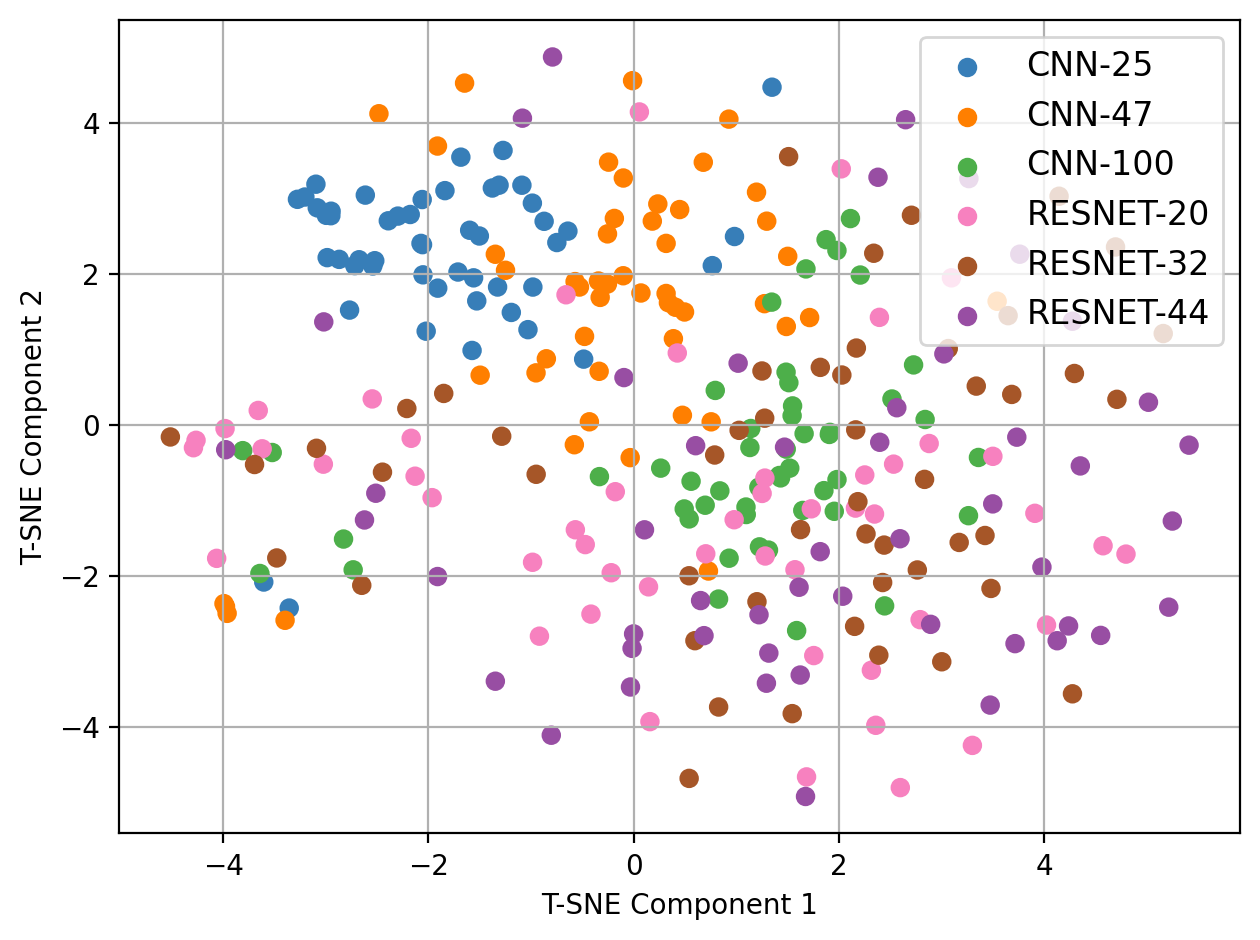 CNN-25
CNN-47
CNN-100
RESNET-20
RESNET-32
RESNET-44
4
2
0
−2
−4
T-SNE Component 2
−4 −2 0 2 4
T-SNE Component 1